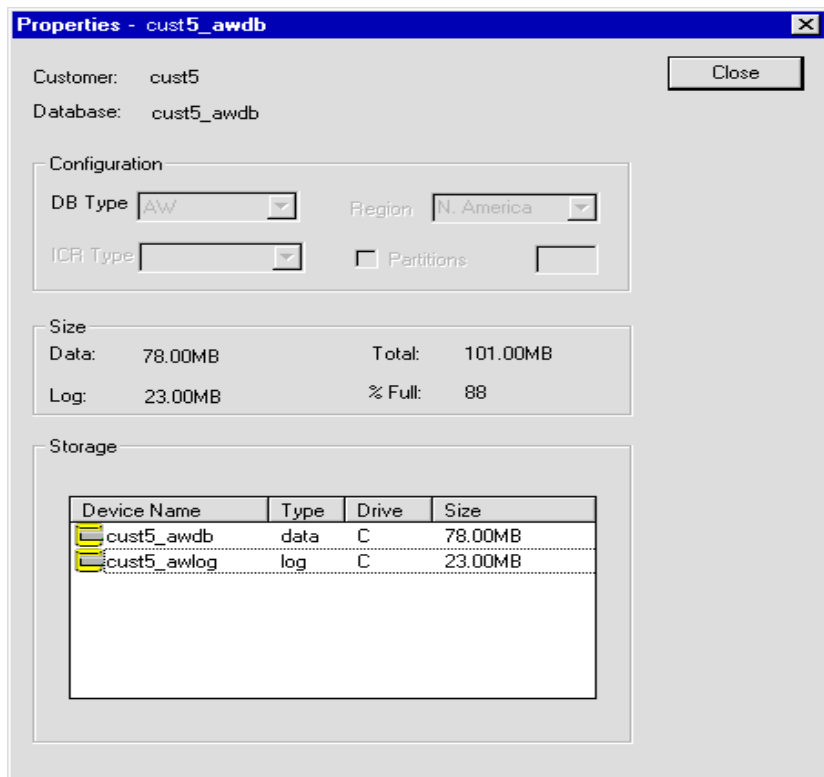 Properties - cust5_awdb
Close
Customer: cust5
Database: cust5_awdb
Configuration
DB Type AW Region N. America
ICR Type Partitions
Size
Data: 78.00MB Total: 101.00MB
Log: 23.00MB % Full: 88
Storage
Device Name Type Drive Size
cust5_awdb data C 78.00MB
cust5_awlog log C 23.00MB